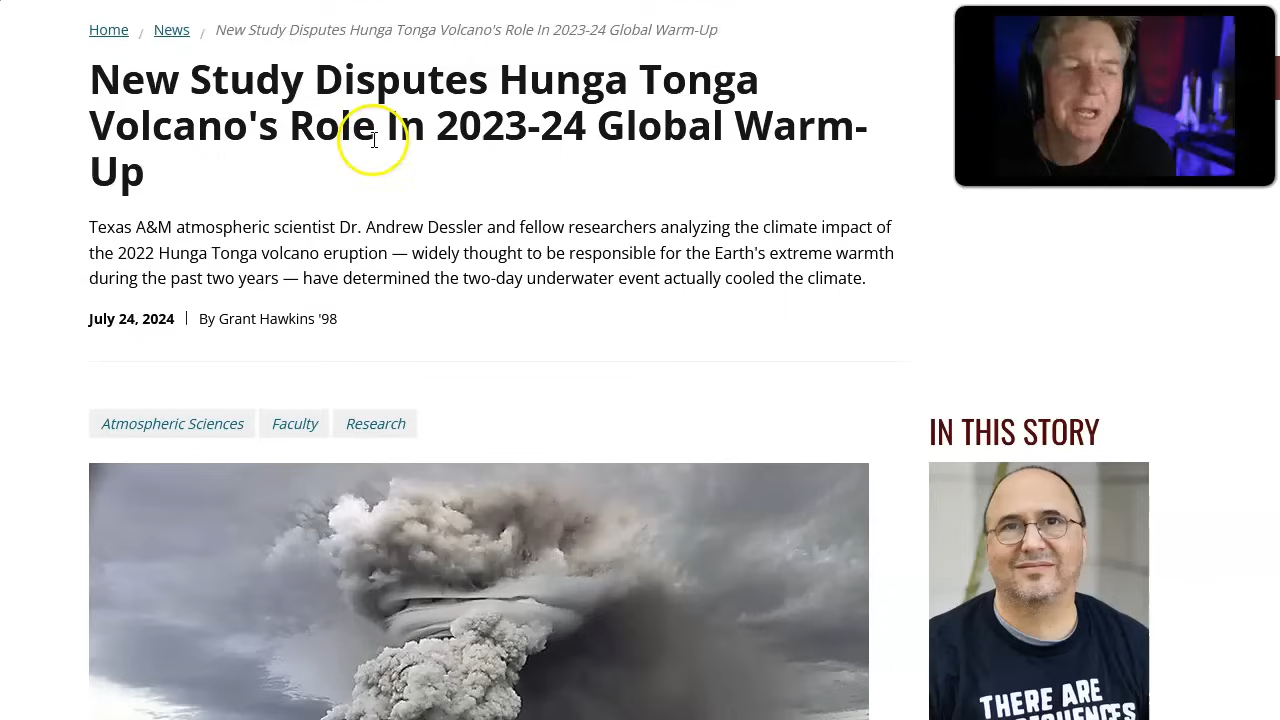 Home / News / New Study Disputes Hunga Tonga Volcano's Role In 2023-24 Global Warm-Up
New Study Disputes Hunga Tonga
Volcano's Role In 2023-24 Global Warm-
Up
Texas A&M atmospheric scientist Dr. Andrew Dessler and fellow researchers analyzing the climate impact of
the 2022 Hunga Tonga volcano eruption — widely thought to be responsible for the Earth's extreme warmth
during the past two years — have determined the two-day underwater event actually cooled the climate.
July 24, 2024 | By Grant Hawkins '98
Atmospheric Sciences Faculty Research
IN THIS STORY
THERE ARE